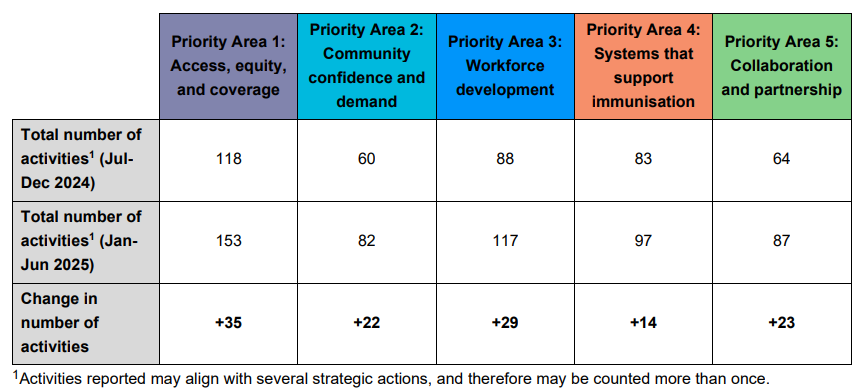 Priority Area 1:
Access, equity,
and coverage
Priority Area 2:
Community
confidence and
demand
Priority Area 3:
Workforce
development
Priority Area 4:
Systems that
support
immunisation
Priority Area 5:
Collaboration
and partnership
Total number of
activities¹ (Jul-
Dec 2024)
118
60
88
83
64
Total number of
activities¹ (Jan-
Jun 2025)
153
82
117
97
87
Change in
number of
activities
+35
+22
+29
+14
+23
¹Activities reported may align with several strategic actions, and therefore may be counted more than once.